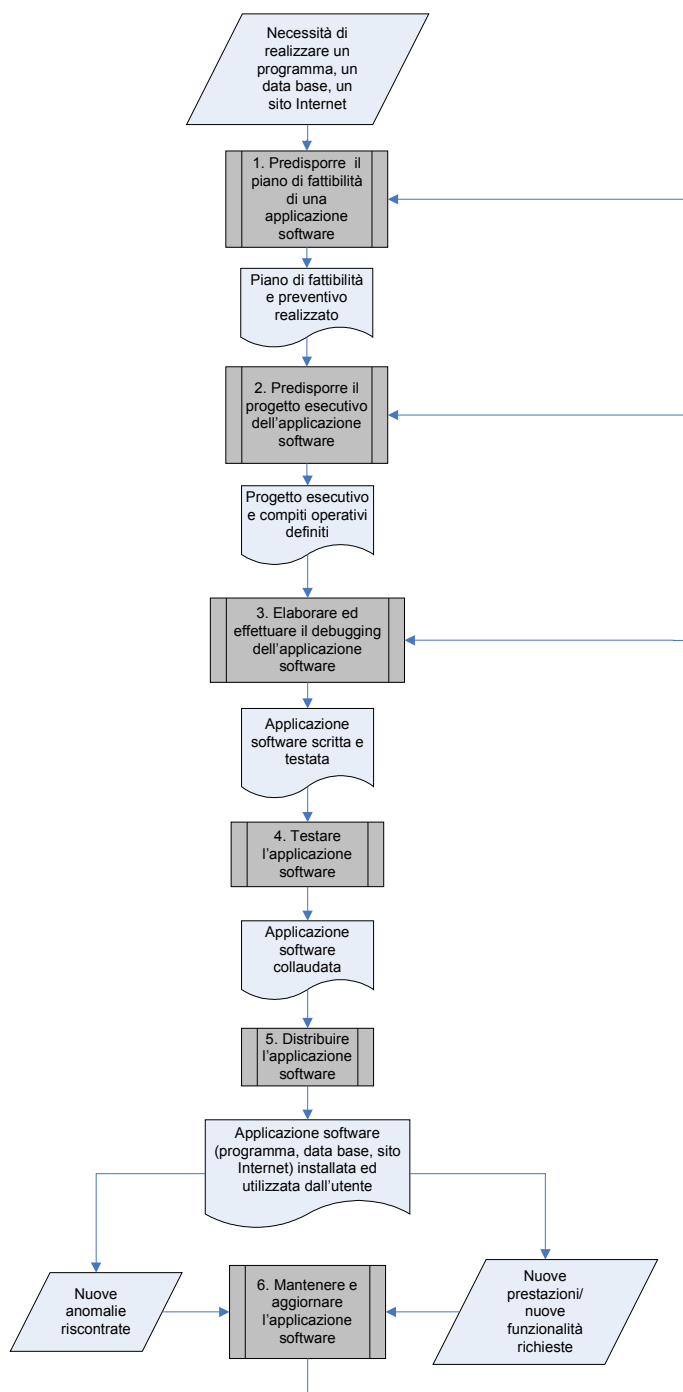 Necessità di
realizzare un
programma, un
data base, un
sito Internet
1. Predisporre il
piano di fattibilità
di una
applicazione
software
Piano di fattibilità
e preventivo
realizzato
2. Predisporre il
progetto esecutivo
dell'applicazione
software
Progetto esecutivo
e compiti operativi
definiti
3. Elaborare ed
effettuare il debugging
dell'applicazione
software
Applicazione
software scritta e
testata
4. Testare
l'applicazione
software
Applicazione
software
collaudata
5. Distribuire
l'applicazione
software
Applicazione software
(programma, data base, sito
Internet) installata ed
utilizzata dall'utente
Nuove
anomalie
riscontrate
6. Mantenere e
aggiornare
l'applicazione
software
Nuove
prestazioni/
nuove
funzionalità
richieste